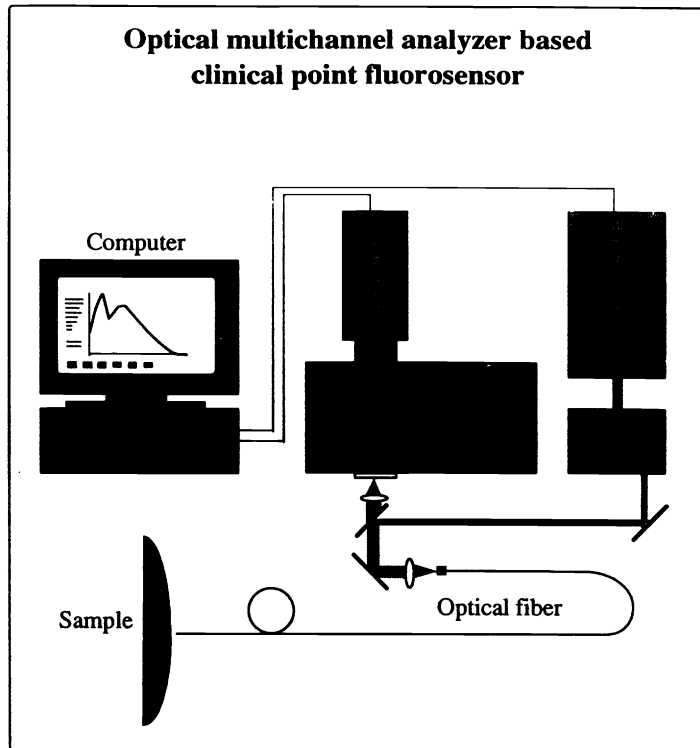 Optical multichannel analyzer based
clinical point fluorosensor
Computer
Optical fiber
Sample